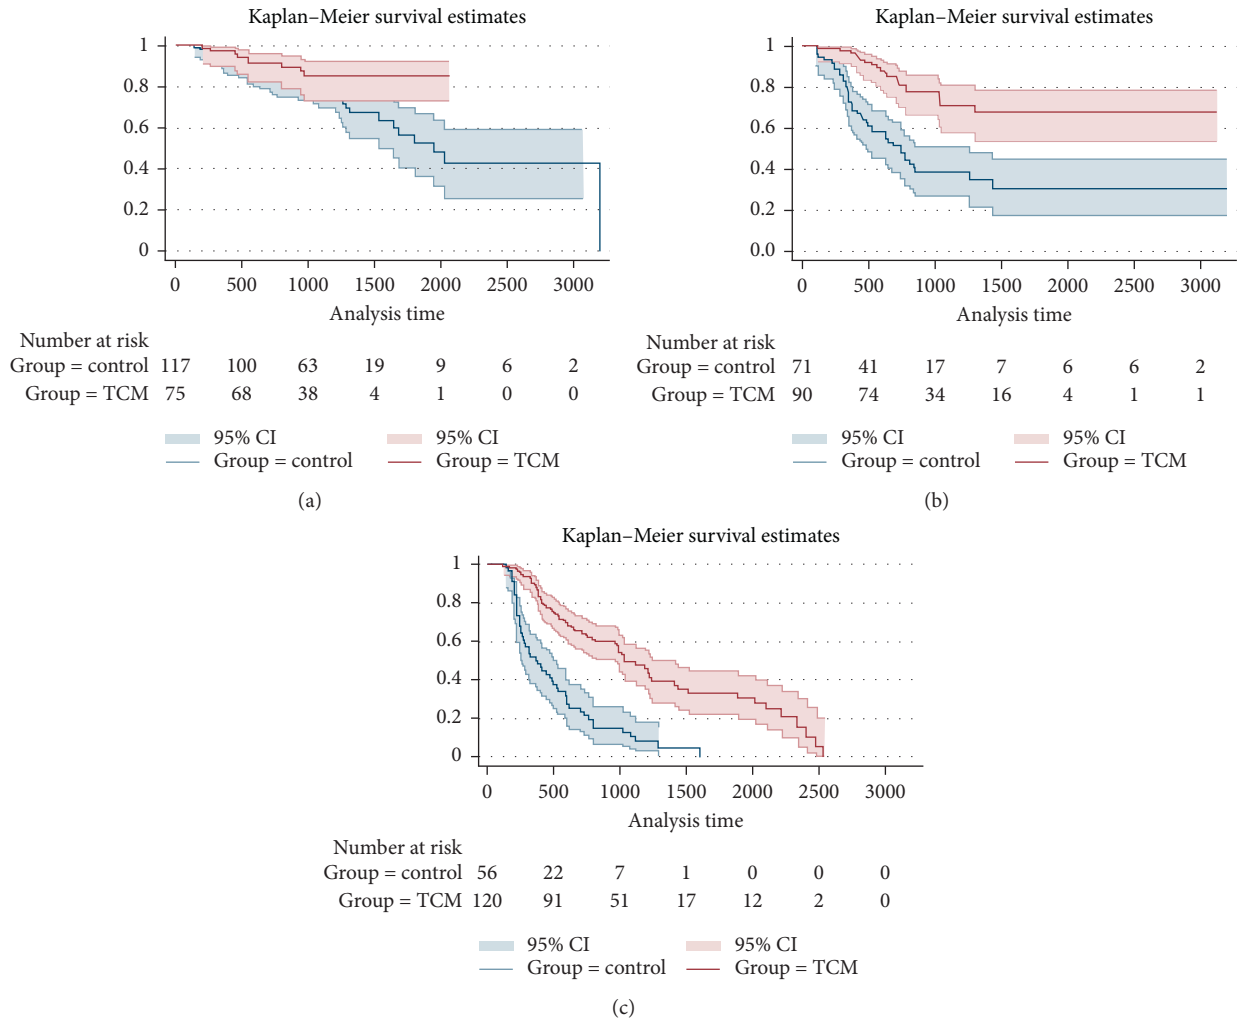 Kaplan–Meier survival estimates
1
0.8
0.6
0.4
0.2
0
0 500 1000 1500 2000 2500 3000
Analysis time
Number at risk
Group = control 117 100 63 19 9 6 2
Group = TCM 75 68 38 4 1 0 0
95% CI 95% CI
Group = control Group = TCM
(a)
Kaplan–Meier survival estimates
1
0.8
0.6
0.4
0.2
0.0
0 500 1000 1500 2000 2500 3000
Analysis time
Number at risk
Group = control 71 41 17 7 6 6 2
Group = TCM 90 74 34 16 4 1 1
95% CI 95% CI
Group = control Group = TCM
(b)
Kaplan–Meier survival estimates
1
0.8
0.6
0.4
0.2
0
0 500 1000 1500 2000 2500 3000
Analysis time
Number at risk
Group = control 56 22 7 1 0 0 0
Group = TCM 120 91 51 17 12 2 0
95% CI 95% CI
Group = control Group = TCM
(c)